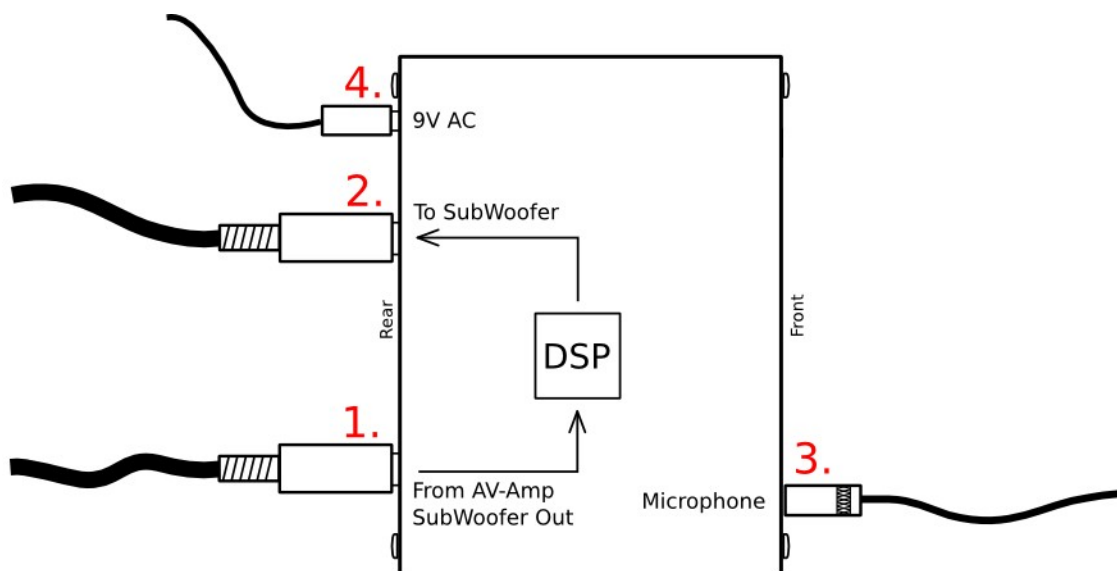 4.
9V AC
2.
To SubWoofer
Rear
Front
DSP
1.
From AV-Amp
SubWoofer Out
3.
Microphone